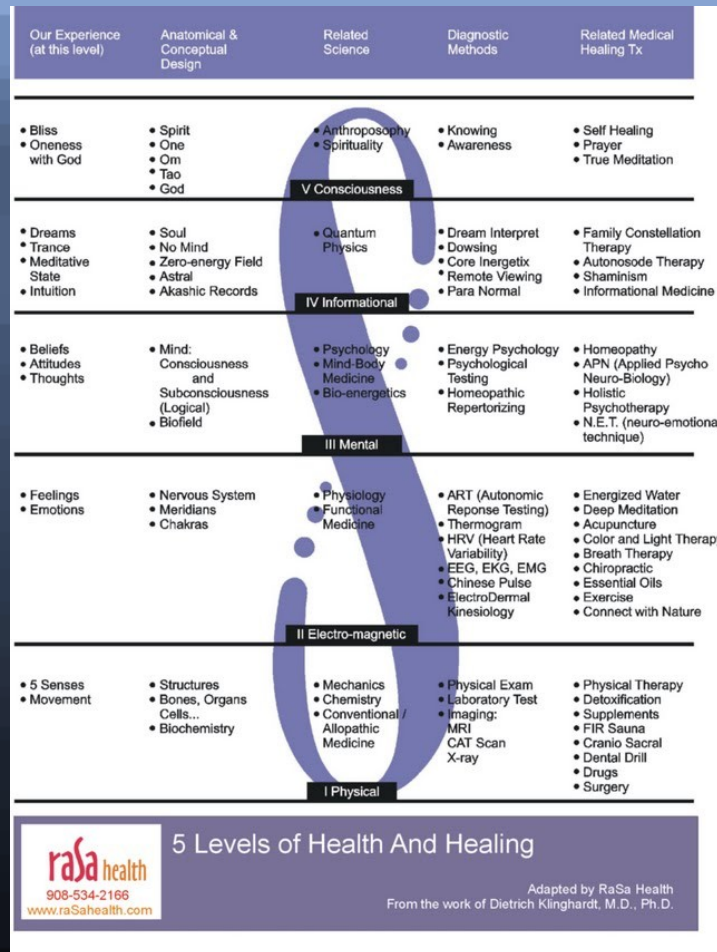 Our Experience
(at this level)
Anatomical &
Conceptual
Design
Related
Science
Diagnostic
Methods
Related Medical
Healing Tx
• Bliss
• Oneness
with God
• Spirit
• One
• Om
• Tao
• God
• Anthroposophy
• Spirituality
• Knowing
• Awareness
• Self Healing
• Prayer
• True Meditation
V Consciousness
• Dreams
• Trance
• Meditative
State
• Intuition
• Soul
• No Mind
• Zero-energy Field
• Astral
• Akashic Records
• Quantum
Physics
• Dream Interpret
• Dowsing
• Core Inergetix
• Remote Viewing
• Para Normal
• Family Constellation
Therapy
• Autonosode Therapy
• Shaminism
• Informational Medicine
IV Informational
• Beliefs
• Attitudes
• Thoughts
• Mind:
Consciousness
and
Subconsciousness
(Logical)
• Biofield
• Psychology
• Mind-Body
Medicine
• Bio-energetics
• Energy Psychology
• Psychological
Testing
• Homeopathic
Repertorizing
• Homeopathy
• APN (Applied Psycho
Neuro-Biology)
• Holistic
Psychotherapy
• N.E.T. (neuro-emotiona
technique)
III Mental
• Feelings
• Emotions
• Nervous System
• Meridians
• Chakras
• Physiology
• Functional
Medicine
• ART (Autonomic
Reponse Testing)
• Thermogram
• HRV (Heart Rate
Variability)
• EEG, EKG, EMG
• Chinese Pulse
• ElectroDermal
Kinesiology
• Energized Water
• Deep Meditation
• Acupuncture
• Color and Light Therapy
• Breath Therapy
• Chiropractic
• Essential Oils
• Exercise
• Connect with Nature
II Electro-magnetic
• 5 Senses
• Movement
• Structures
• Bones, Organs
Cells...
• Biochemistry
• Mechanics
• Chemistry
• Conventional /
Allopathic
Medicine
• Physical Exam
• Laboratory Test
• Imaging:
MRI
CAT Scan
X-ray
• Physical Therapy
• Detoxification
• Supplements
• FIR Sauna
• Cranio Sacral
• Dental Drill
• Drugs
• Surgery
I Physical
raSa health
908-534-2166
www.raSahealth.com
5 Levels of Health And Healing
Adapted by RaSa Health
From the work of Dietrich Klinghardt, M.D., Ph.D.